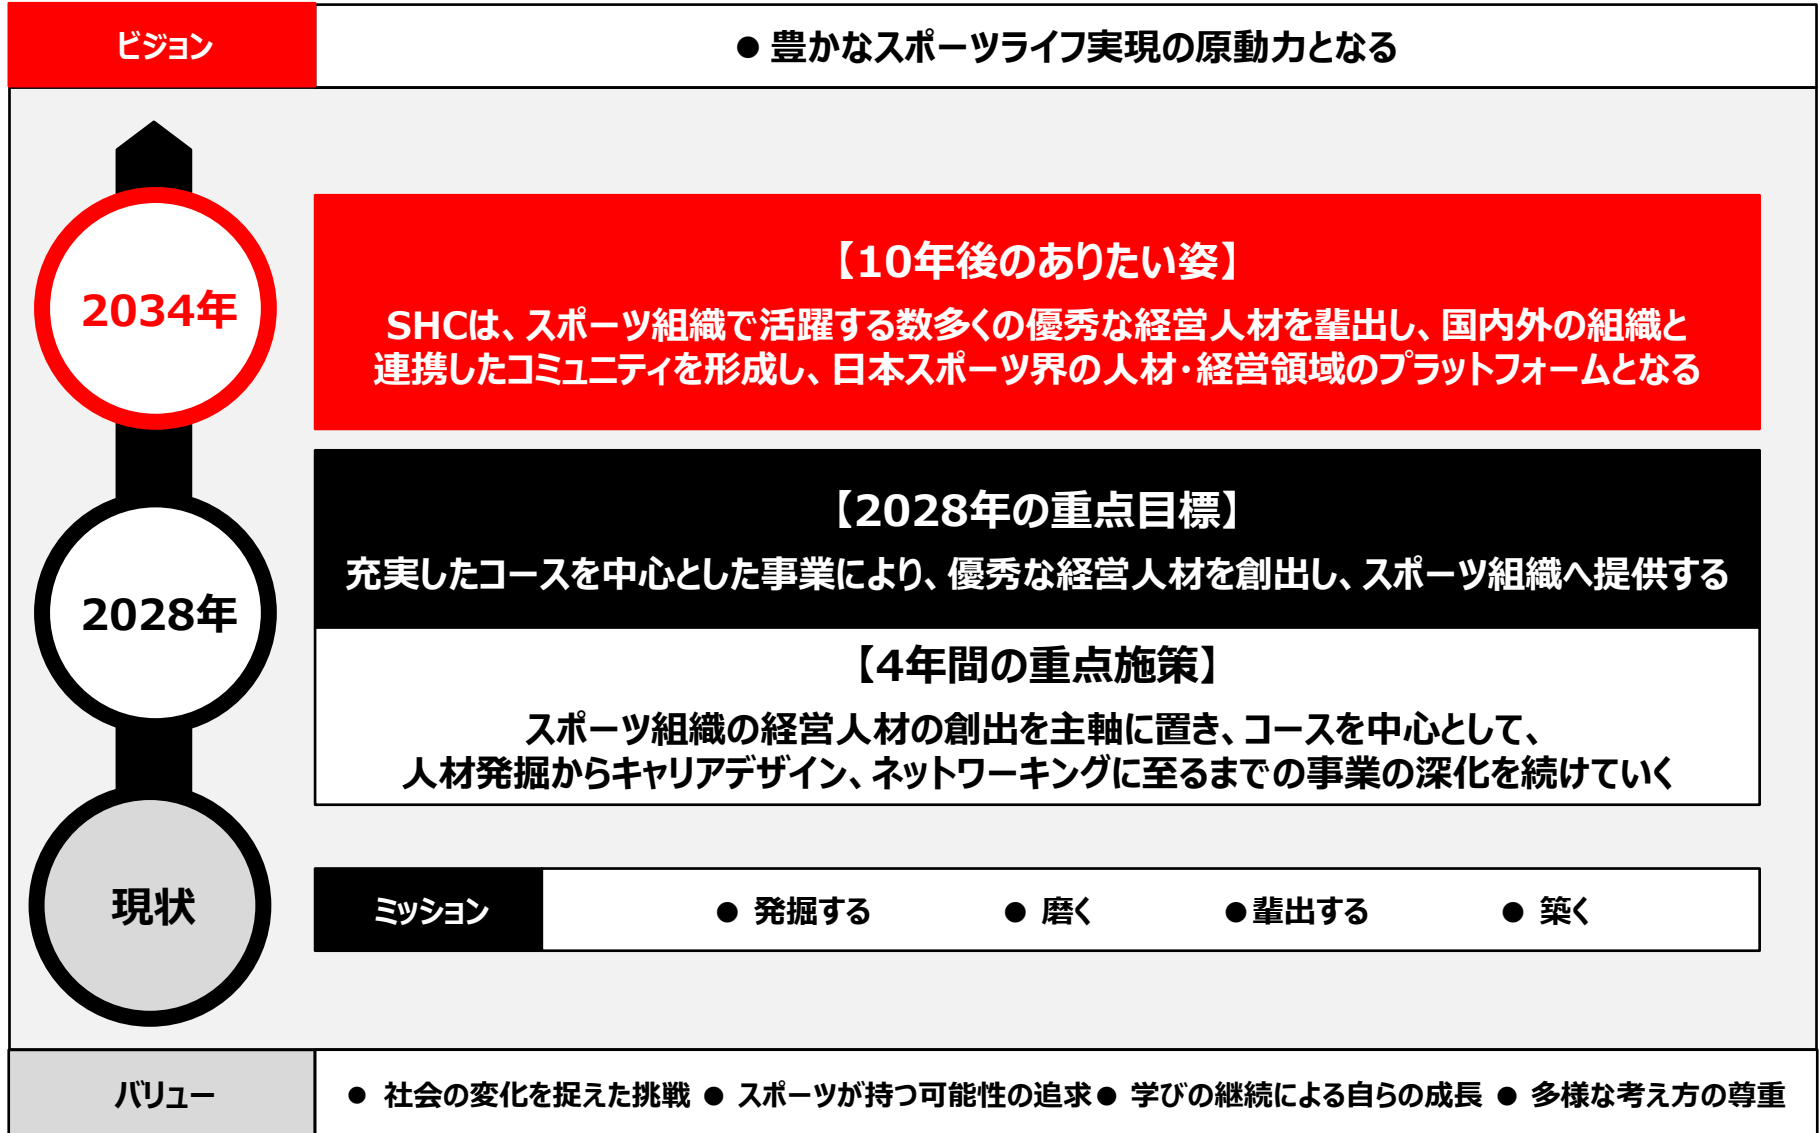 ビジョン
● 豊かなスポーツライフ実現の原動力となる
2034年
【10年後のありたい姿】
SHCは、スポーツ組織で活躍する数多くの優秀な経営人材を輩出し、国内外の組織と
連携したコミュニティを形成し、日本スポーツ界の人材・経営領域のプラットフォームとなる
2028年
【2028年の重点目標】
充実したコースを中心とした事業により、優秀な経営人材を創出し、スポーツ組織へ提供する
【4年間の重点施策】
スポーツ組織の経営人材の創出を主軸に置き、コースを中心として、
人材発掘からキャリアデザイン、ネットワーキングに至るまでの事業の深化を続けていく
現状
ミッション
● 発掘する ● 磨く ●輩出する ● 築く
バリュー
● 社会の変化を捉えた挑戦 ● スポーツが持つ可能性の追求● 学びの継続による自らの成長 ● 多様な考え方の尊重